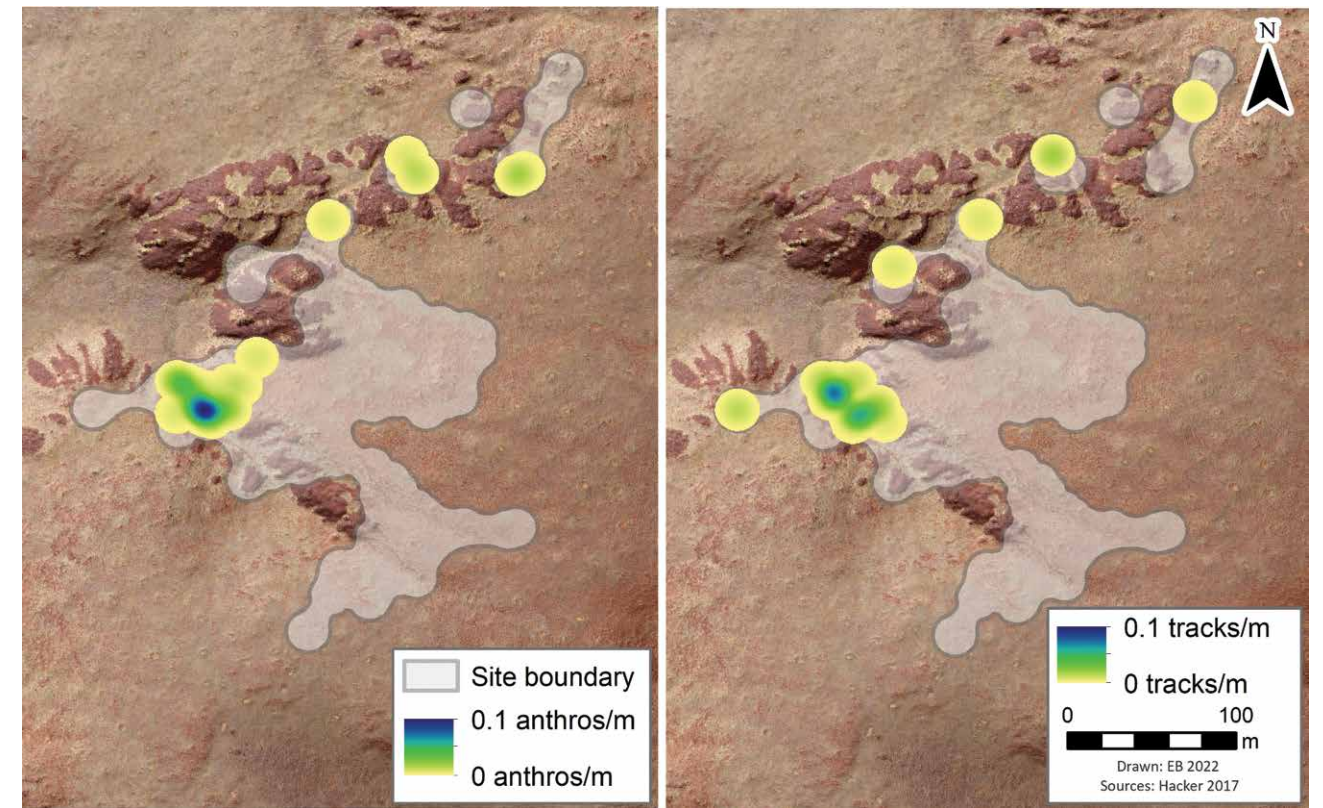 N
Site boundary
0.1 anthros/m
0 anthros/m
0.1 tracks/m
0 tracks/m
0 100
m
Drawn: EB 2022
Sources: Hacker 2017